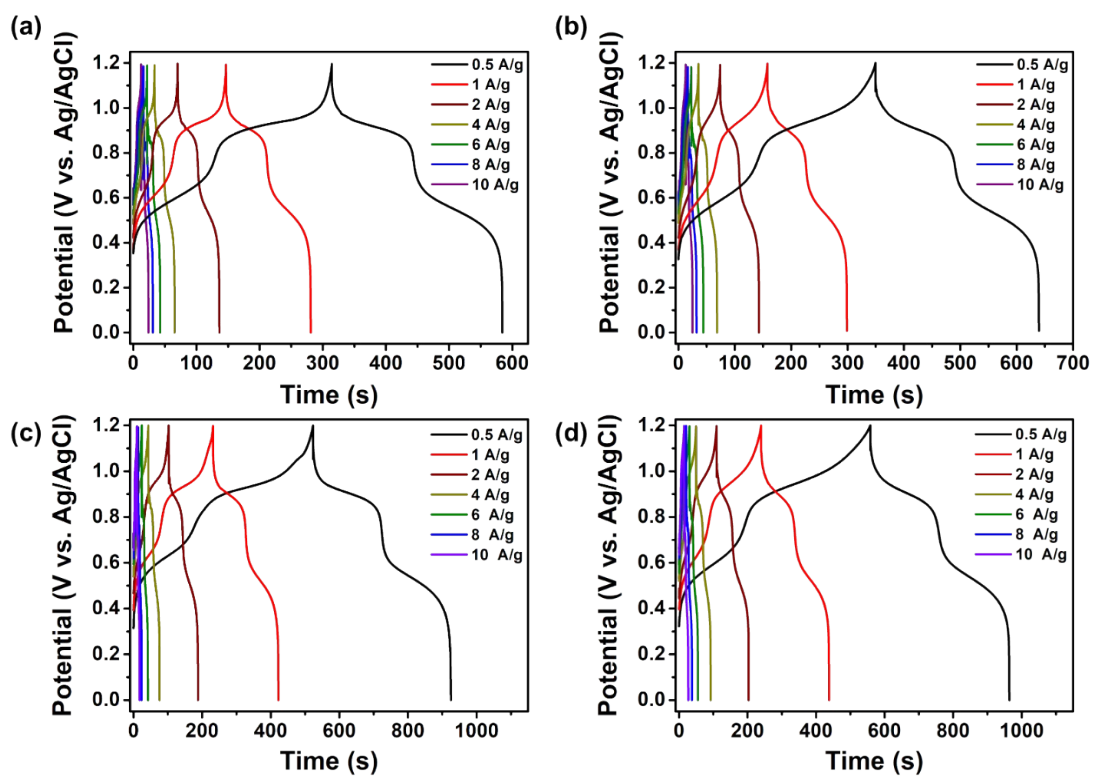 (a)
Potential (V vs. Ag/AgCl)
1.2
1.0
0.8
0.6
0.4
0.2
0.0
0.5 A/g
1 A/g
2 A/g
4 A/g
6 A/g
8 A/g
10 A/g
0 100 200 300 400 500 600
Time (s)
(b)
Potential (V vs. Ag/AgCl)
1.2
1.0
0.8
0.6
0.4
0.2
0.0
0.5 A/g
1 A/g
2 A/g
4 A/g
6 A/g
8 A/g
10 A/g
0 100 200 300 400 500 600 700
Time (s)
(c)
Potential (V vs. Ag/AgCl)
1.2
1.0
0.8
0.6
0.4
0.2
0.0
0.5 A/g
1 A/g
2 A/g
4 A/g
6 A/g
8 A/g
10 A/g
0 200 400 600 800 1000
Time (s)
(d)
Potential (V vs. Ag/AgCl)
1.2
1.0
0.8
0.6
0.4
0.2
0.0
0.5 A/g
1 A/g
2 A/g
4 A/g
6 A/g
8 A/g
10 A/g
0 200 400 600 800 1000
Time (s)